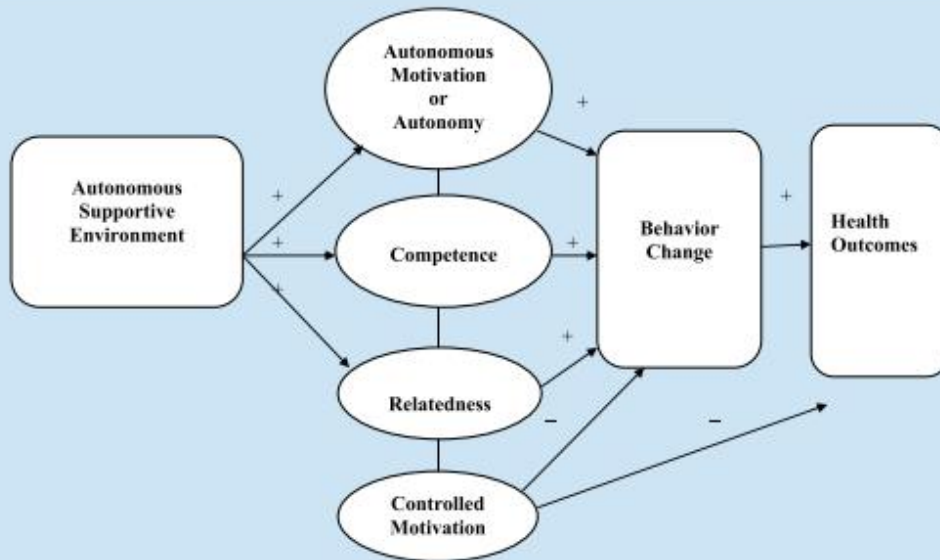 Autonomous
Motivation
or
Autonomy
+
Autonomous
Supportive
Environment
+
+
+
Competence
+
Behavior
Change
+
Health
Outcomes
Relatedness
+
−
−
Controlled
Motivation